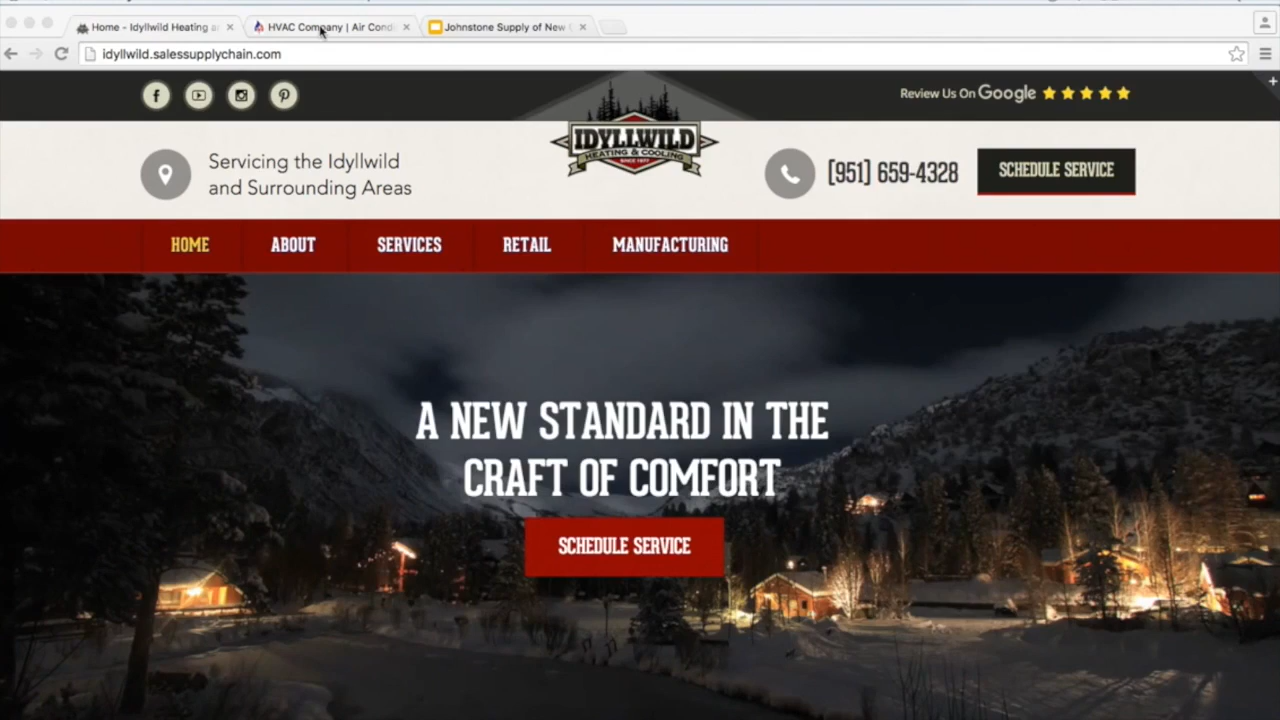 Home - Idyllwild Heating a
HVAC Company | Air Condi
Johnstone Supply of New
idyllwild.salessupplychain.com
Review Us On Google
IDYLLWILD
HEATING & COOLING
SINCE 1977
Servicing the Idyllwild
and Surrounding Areas
[951] 659-4328
SCHEDULE SERVICE
HOME ABOUT SERVICES RETAIL MANUFACTURING
A NEW STANDARD IN THE
CRAFT OF COMFORT
SCHEDULE SERVICE